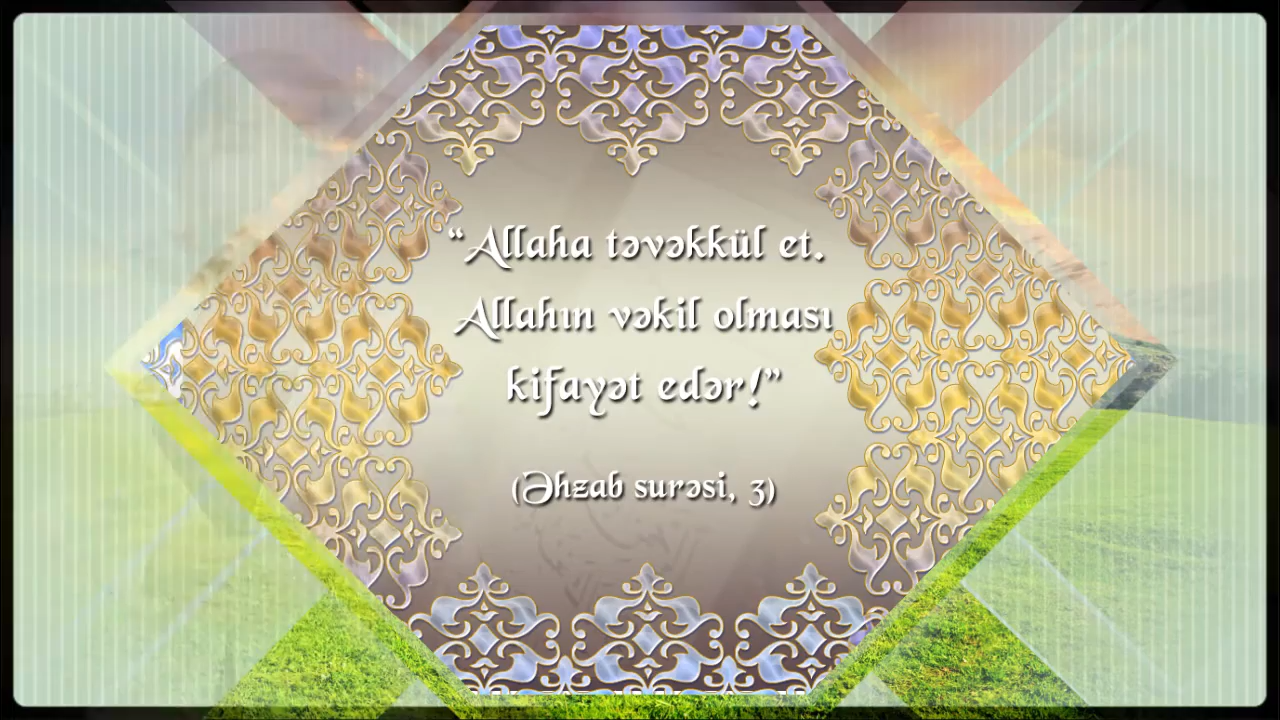 “Allaha təvəkkül et.
Allahın vəkil olması
kifayət edər!”
(Əhzab surəsi, 3)